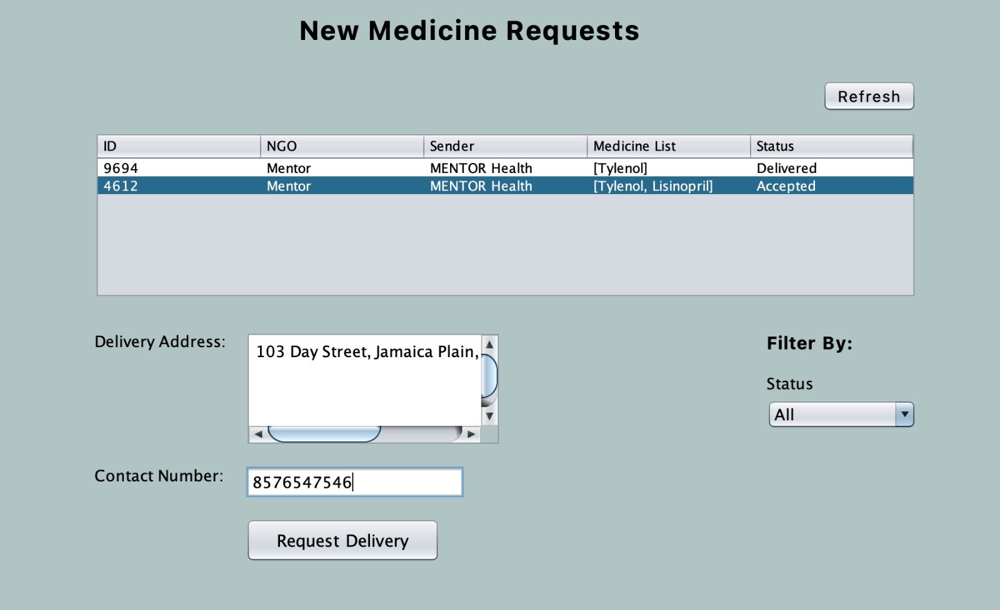 New Medicine Requests
Refresh
ID NGO Sender Medicine List Status
9694 Mentor MENTOR Health [Tylenol] Delivered
4612 Mentor MENTOR Health [Tylenol, Lisinopril] Accepted
Delivery Address: 103 Day Street, Jamaica Plain,
Filter By:
Status
All
Contact Number: 8576547546
Request Delivery